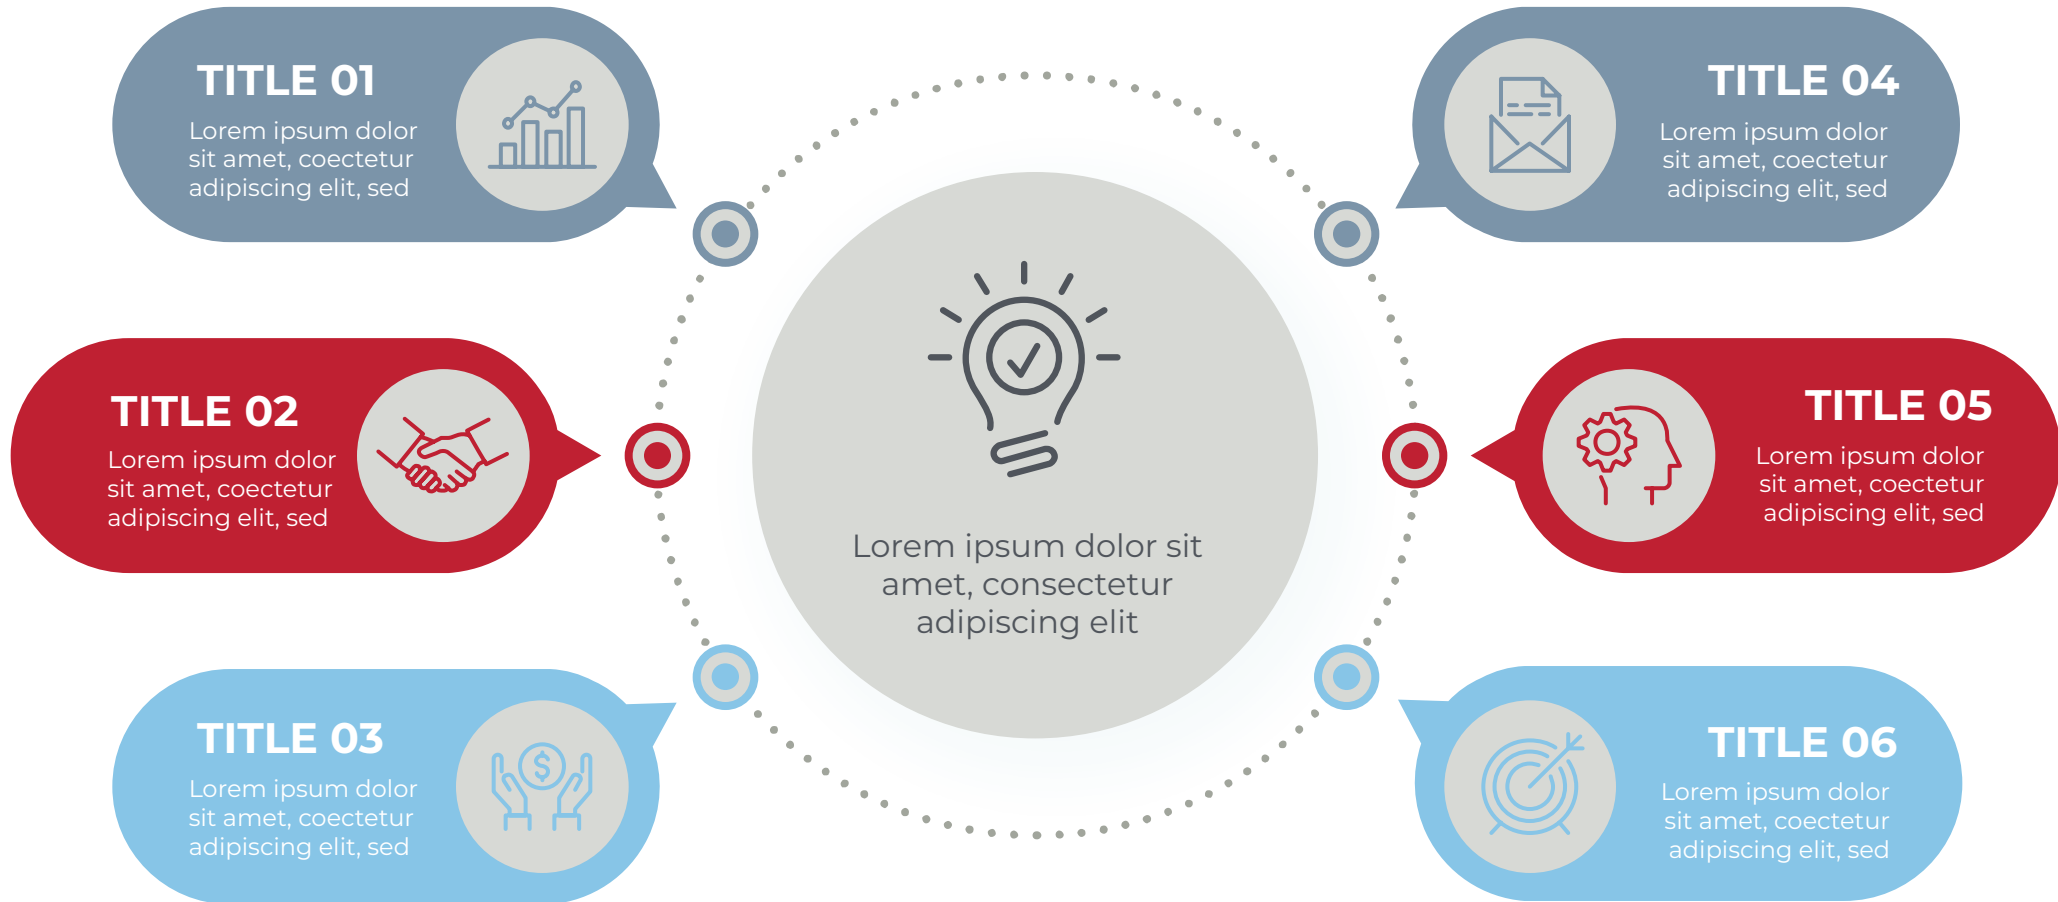 TITLE 01
Lorem ipsum dolor
sit amet, coectetur
adipiscing elit, sed
TITLE 02
Lorem ipsum dolor
sit amet, coectetur
adipiscing elit, sed
TITLE 03
Lorem ipsum dolor
sit amet, coectetur
adipiscing elit, sed
Lorem ipsum dolor sit
amet, consectetur
adipiscing elit
TITLE 04
Lorem ipsum dolor
sit amet, coectetur
adipiscing elit, sed
TITLE 05
Lorem ipsum dolor
sit amet, coectetur
adipiscing elit, sed
TITLE 06
Lorem ipsum dolor
sit amet, coectetur
adipiscing elit, sed